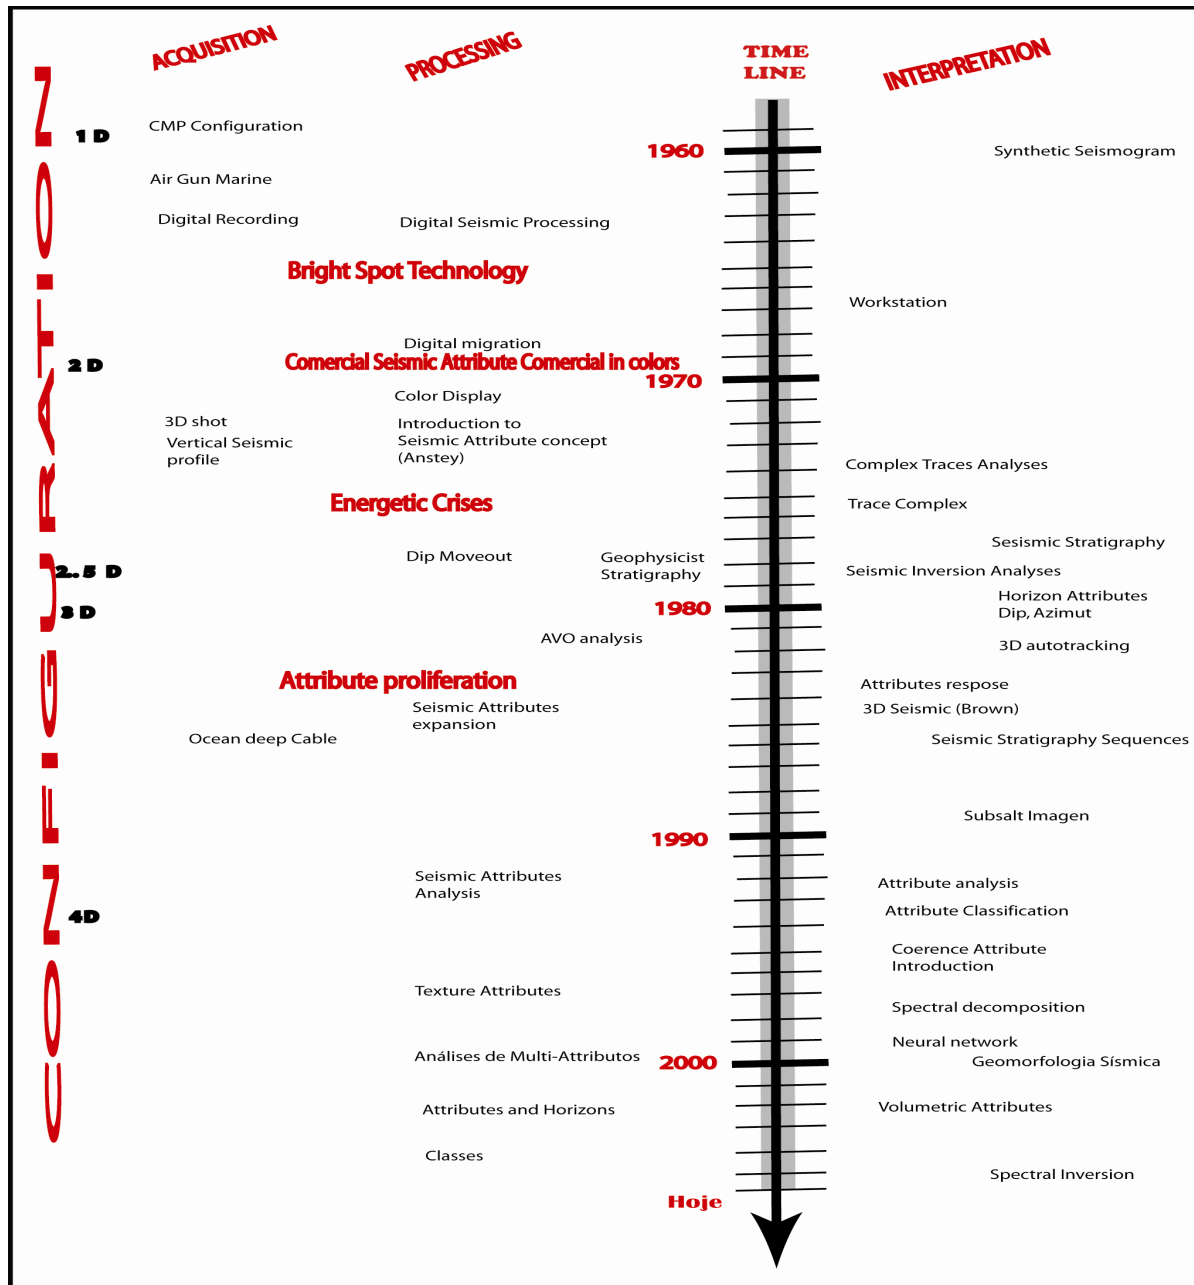 ACQUISITION
PROCESSING
TIME
LINE
INTERPRETATION
CONFIGURATION
1 D
CMP Configuration
1960
Synthetic Seismogram
Air Gun Marine
Digital Recording
Digital Seismic Processing
Bright Spot Technology
Workstation
Digital migration
2 D
Comercial Seismic Attribute Comercial in colors
1970
Color Display
3D shot
Vertical Seismic
profile
Introduction to
Seismic Attribute concept
(Anstey)
Complex Traces Analyses
Energetic Crises
Trace Complex
Sesismic Stratigraphy
Dip Moveout
Geophysicist
Stratigraphy
2.5 D
Seismic Inversion Analyses
Horizon Attributes
Dip, Azimut
3 D
1980
AVO analysis
3D autotracking
Attribute proliferation
Attributes respose
Seismic Attributes
expansion
3D Seismic (Brown)
Ocean deep Cable
Seismic Stratigraphy Sequences
Subsalt Imagen
1990
Seismic Attributes
Analysis
Attribute analysis
4D
Attribute Classification
Coerence Attribute
Introduction
Texture Attributes
Spectral decomposition
Neural network
Análises de Multi-Attributos
2000
Geomorfologia Sísmica
Attributes and Horizons
Volumetric Attributes
Classes
Spectral Inversion
Hoje